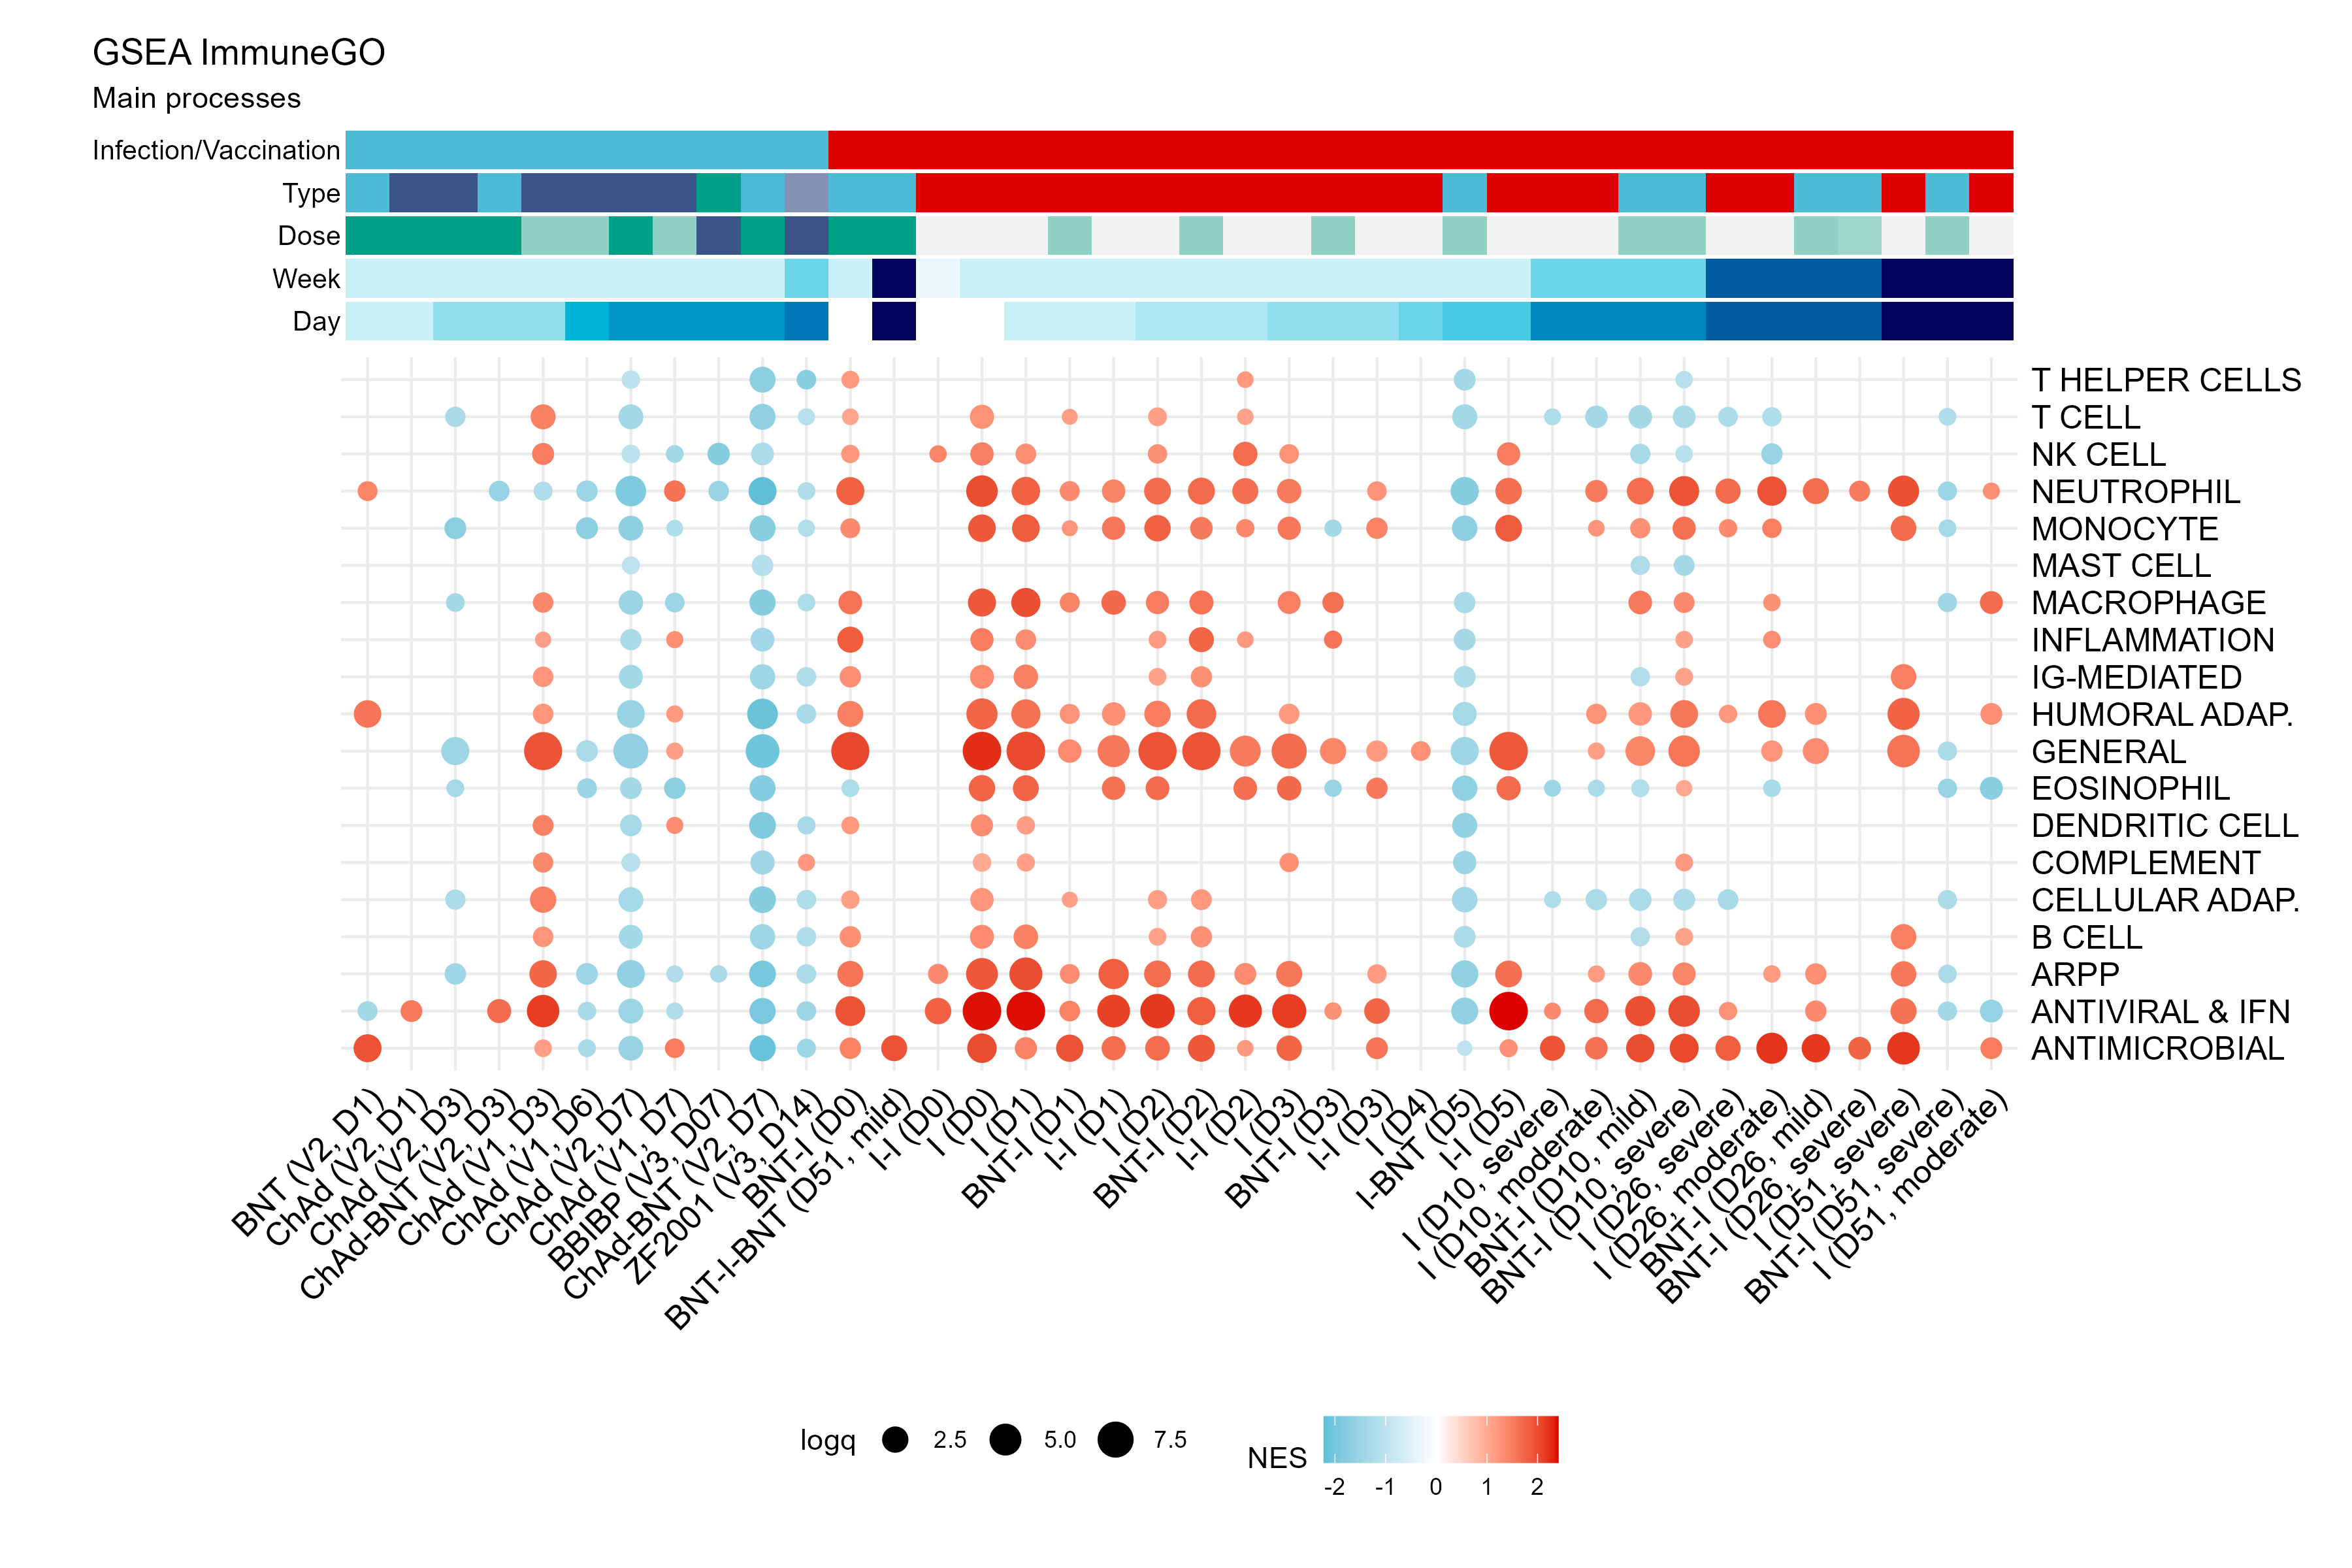 GSEA ImmuneGO
Main processes
Infection/Vaccination
Type
Dose
Week
Day
T HELPER CELLS
T CELL
NK CELL
NEUTROPHIL
MONOCYTE
MAST CELL
MACROPHAGE
INFLAMMATION
IG-MEDIATED
HUMORAL ADAP.
GENERAL
EOSINOPHIL
DENDRITIC CELL
COMPLEMENT
CELLULAR ADAP.
B CELL
ARPP
ANTIVIRAL & IFN
ANTIMICROBIAL
BNT (V2, D1)
ChAd (V2, D1)
ChAd (V2, D3)
ChAd-BNT (V2, D3)
ChAd (V1, D3)
ChAd (V1, D6)
ChAd (V2, D7)
ChAd (V1, D7)
BBIBP (V3, D07)
ChAd-BNT (V2, D7)
ZF2001 (V3, D14)
BNT-I (D0)
BNT-I-BNT (D51, mild)
I-I (D0)
I (D0)
I (D1)
BNT-I (D1)
I-I (D1)
I (D2)
BNT-I (D2)
I-I (D2)
I (D3)
BNT-I (D3)
I-I (D3)
I (D4)
I-BNT (D5)
I-I (D5)
I (D10, severe)
I (D10, moderate)
BNT-I (D10, mild)
BNT-I (D10, severe)
I (D26, severe)
I (D26, moderate)
BNT-I (D26, mild)
BNT-I (D26, severe)
I (D51, severe)
BNT-I (D51, severe)
I (D51, moderate)
logq 2.5 5.0 7.5
NES
-2 -1 0 1 2